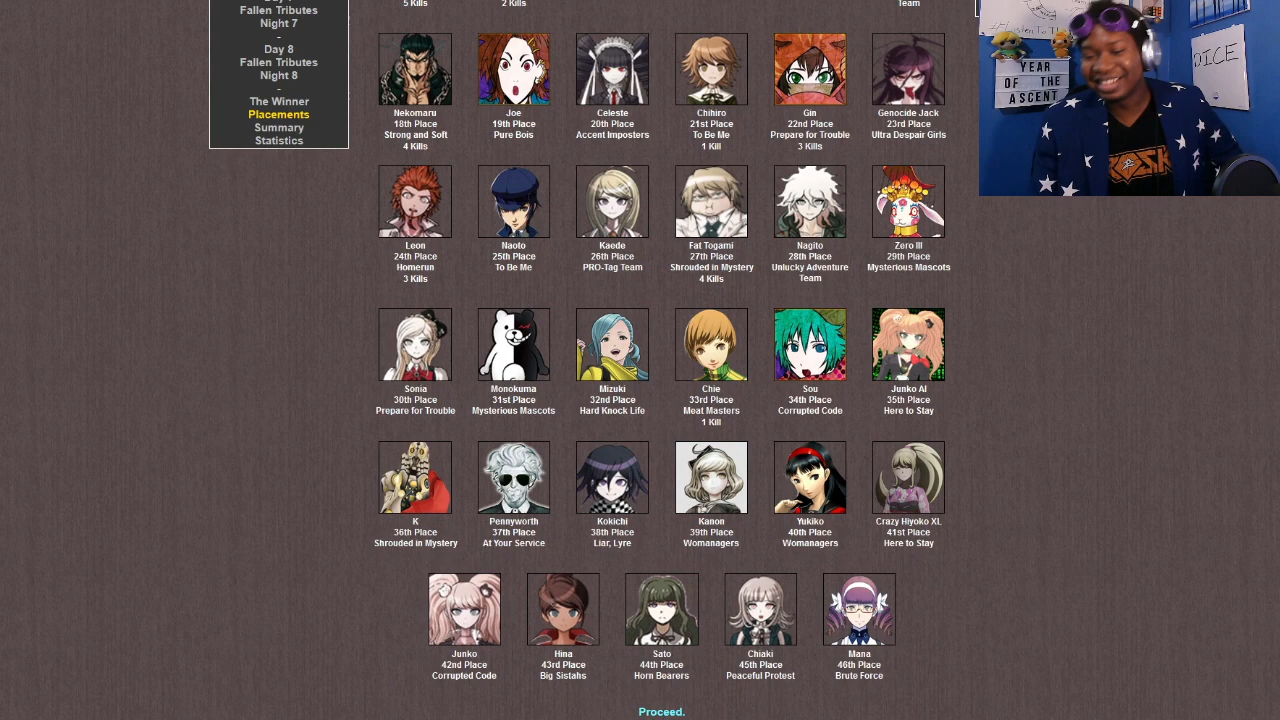 Fallen Tributes
Night 7
-
Day 8
Fallen Tributes
Night 8
-
The Winner
Placements
Summary
Statistics
5 Kills
2 Kills
Team
Nekomaru
18th Place
Strong and Soft
4 Kills
Joe
19th Place
Pure Bois
Celeste
20th Place
Accent Imposters
Chihiro
21st Place
To Be Me
1 Kill
Gin
22nd Place
Prepare for Trouble
3 Kills
Genocide Jack
23rd Place
Ultra Despair Girls
Leon
24th Place
Homerun
3 Kills
Naoto
25th Place
To Be Me
Kaede
26th Place
PRO-Tag Team
Fat Togami
27th Place
Shrouded in Mystery
4 Kills
Nagito
28th Place
Unlucky Adventure
Team
Zero III
29th Place
Mysterious Mascots
Sonia
30th Place
Prepare for Trouble
Monokuma
31st Place
Mysterious Mascots
Mizuki
32nd Place
Hard Knock Life
Chie
33rd Place
Meat Masters
1 Kill
Sou
34th Place
Corrupted Code
Junko AI
35th Place
Here to Stay
K
36th Place
Shrouded in Mystery
Pennyworth
37th Place
At Your Service
Kokichi
38th Place
Liar, Lyre
Kanon
39th Place
Womanagers
Yukiko
40th Place
Womanagers
Crazy Hiyoko XL
41st Place
Here to Stay
Junko
42nd Place
Corrupted Code
Hina
43rd Place
Big Sistahs
Sato
44th Place
Horn Bearers
Chiaki
45th Place
Peaceful Protest
Mana
46th Place
Brute Force
Proceed.
YEAR
OF THE
ASCENT
DICE